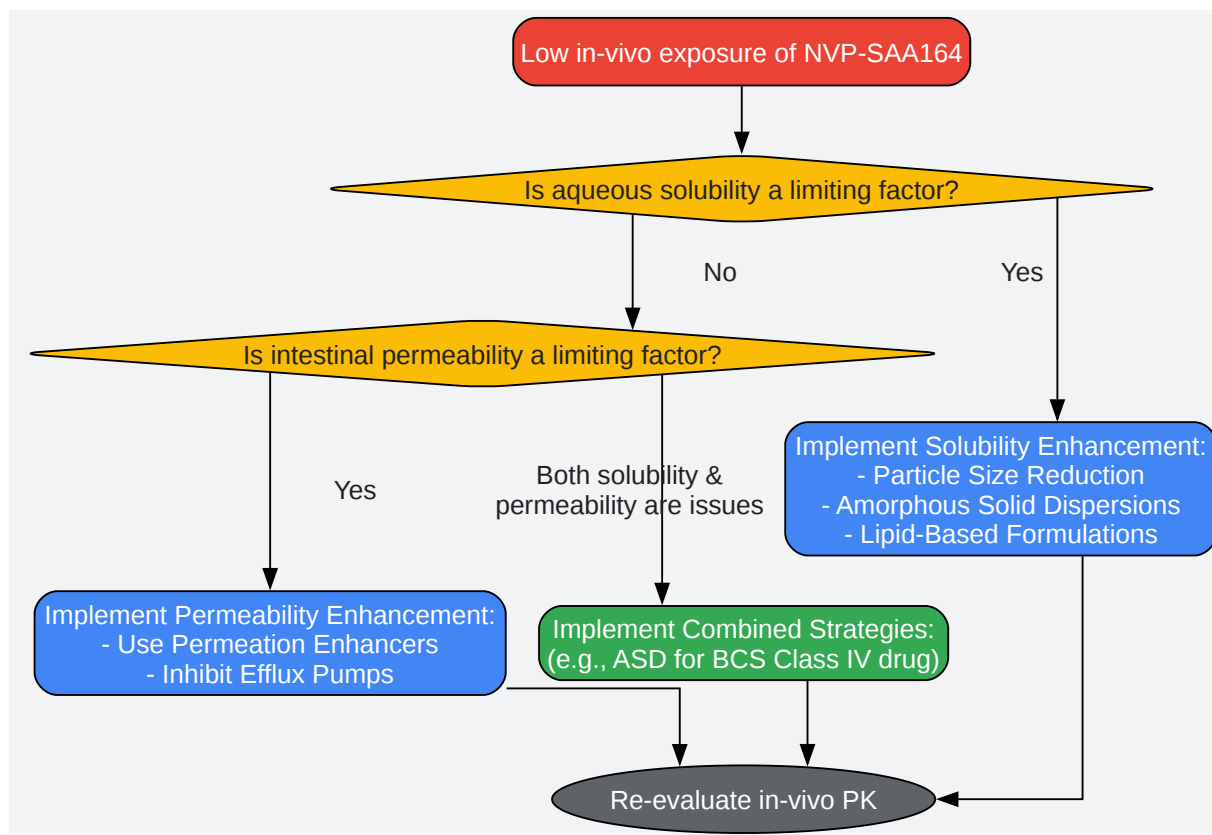 Low in-vivo exposure of NVP-SAA164
Is aqueous solubility a limiting factor?
No
Yes
Is intestinal permeability a limiting factor?
Implement Solubility Enhancement:
- Particle Size Reduction
- Amorphous Solid Dispersions
- Lipid-Based Formulations
Yes
Both solubility &
permeability are issues
Implement Permeability Enhancement:
- Use Permeation Enhancers
- Inhibit Efflux Pumps
Implement Combined Strategies:
(e.g., ASD for BCS Class IV drug)
Re-evaluate in-vivo PK